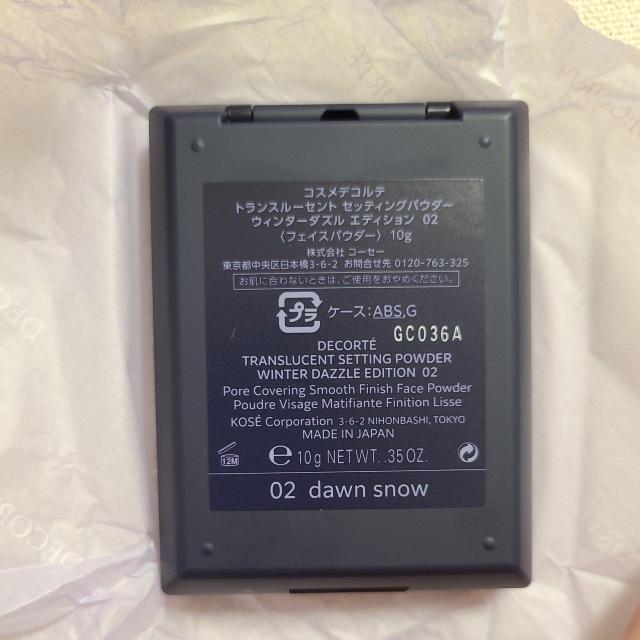 コスメデコルテ
トランスルーセント セッティングパウダー
ウィンターダズル エディション 02
〈フェイスパウダー〉 10g
株式会社 コーセー
東京都中央区日本橋3-6-2 お問合せ先 0120-763-325
お肌に合わないときは、ご使用をおやめください。
プラ ケース:ABS,G
GC036A
DECORTÉ
TRANSLUCENT SETTING POWDER
WINTER DAZZLE EDITION 02
Pore Covering Smooth Finish Face Powder
Poudre Visage Matifiante Finition Lisse
KOSÉ Corporation 3-6-2 NIHONBASHI, TOKYO
MADE IN JAPAN
12M ℮ 10g NET WT. .35 OZ.
02 dawn snow
DECORTÉ